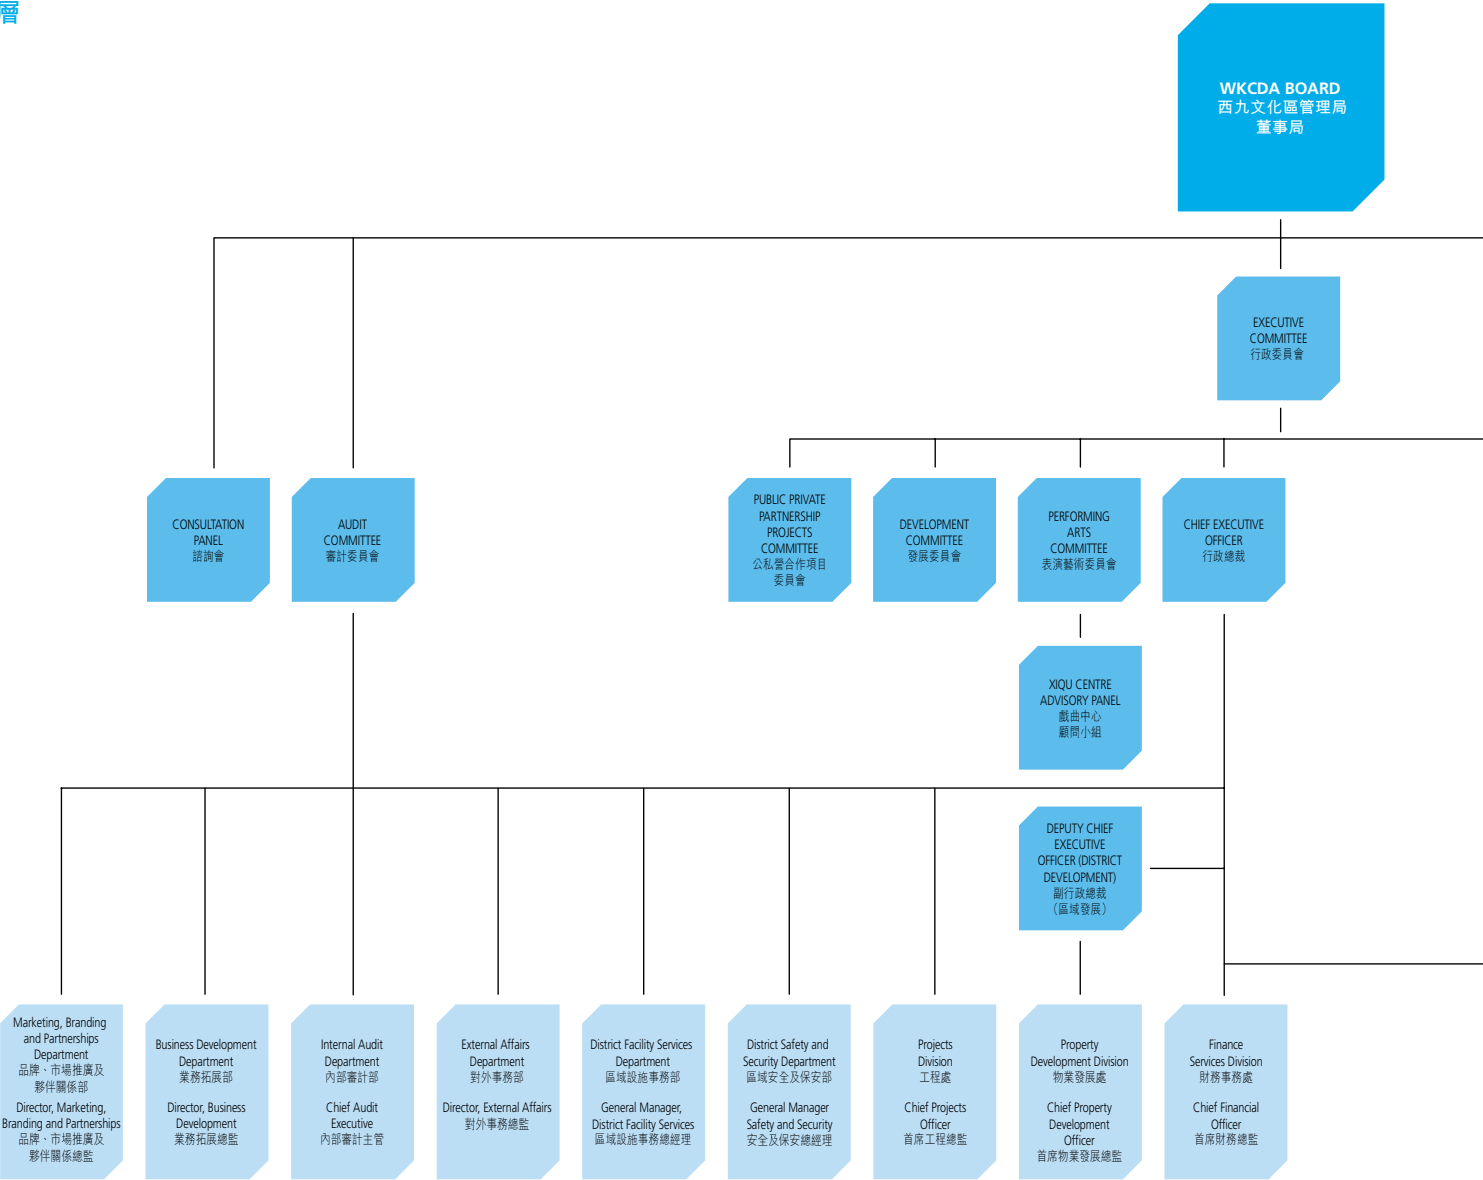 層
WKCDA BOARD
西九文化區管理局
董事局
EXECUTIVE
COMMITTEE
行政委員會
CONSULTATION
PANEL
諮詢會
AUDIT
COMMITTEE
審計委員會
PUBLIC PRIVATE
PARTNERSHIP
PROJECTS
COMMITTEE
公私營合作項目
委員會
DEVELOPMENT
COMMITTEE
發展委員會
PERFORMING
ARTS
COMMITTEE
表演藝術委員會
CHIEF EXECUTIVE
OFFICER
行政總裁
XIQU CENTRE
ADVISORY PANEL
戲曲中心
顧問小組
DEPUTY CHIEF
EXECUTIVE
OFFICER (DISTRICT
DEVELOPMENT)
副行政總裁
（區域發展）
Marketing, Branding
and Partnerships
Department
品牌、市場推廣及
夥伴關係部
Director, Marketing,
Branding and Partnerships
品牌、市場推廣及
夥伴關係總監
Business Development
Department
業務拓展部
Director, Business
Development
業務拓展總監
Internal Audit
Department
內部審計部
Chief Audit
Executive
內部審計主管
External Affairs
Department
對外事務部
Director, External Affairs
對外事務總監
District Facility Services
Department
區域設施事務部
General Manager,
District Facility Services
區域設施事務總經理
District Safety and
Security Department
區域安全及保安部
General Manager
Safety and Security
安全及保安總經理
Projects
Division
工程處
Chief Projects
Officer
首席工程總監
Property
Development Division
物業發展處
Chief Property
Development
Officer
首席物業發展總監
Finance
Services Division
財務事務處
Chief Financial
Officer
首席財務總監